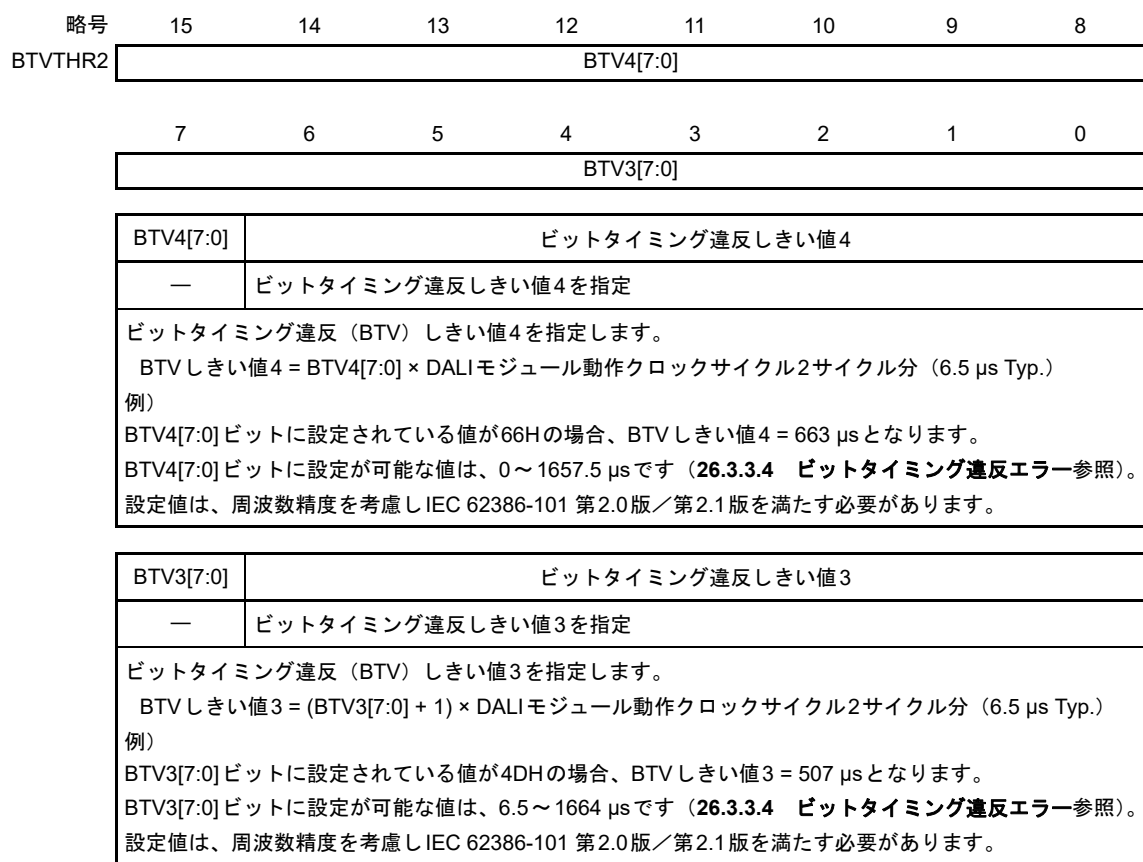 略号 15 14 13 12 11 10 9 8
BTVTHR2 BTV4[7:0]
7 6 5 4 3 2 1 0
BTV3[7:0]
BTV4[7:0] ビットタイミング違反しきい値4
— ビットタイミング違反しきい値4を指定
ビットタイミング違反（BTV）しきい値4を指定します。
BTVしきい値4 = BTV4[7:0] × DALIモジュール動作クロックサイクル2サイクル分（6.5 μs Typ.）
例）
BTV4[7:0]ビットに設定されている値が66Hの場合、BTVしきい値4 = 663 μsとなります。
BTV4[7:0]ビットに設定が可能な値は、0～1657.5 μsです（26.3.3.4 ビットタイミング違反エラー参照）。
設定値は、周波数精度を考慮しIEC 62386-101 第2.0版／第2.1版を満たす必要があります。
BTV3[7:0] ビットタイミング違反しきい値3
— ビットタイミング違反しきい値3を指定
ビットタイミング違反（BTV）しきい値3を指定します。
BTVしきい値3 = (BTV3[7:0] + 1) × DALIモジュール動作クロックサイクル2サイクル分（6.5 μs Typ.）
例）
BTV3[7:0]ビットに設定されている値が4DHの場合、BTVしきい値3 = 507 μsとなります。
BTV3[7:0]ビットに設定が可能な値は、6.5～1664 μsです（26.3.3.4 ビットタイミング違反エラー参照）。
設定値は、周波数精度を考慮しIEC 62386-101 第2.0版／第2.1版を満たす必要があります。